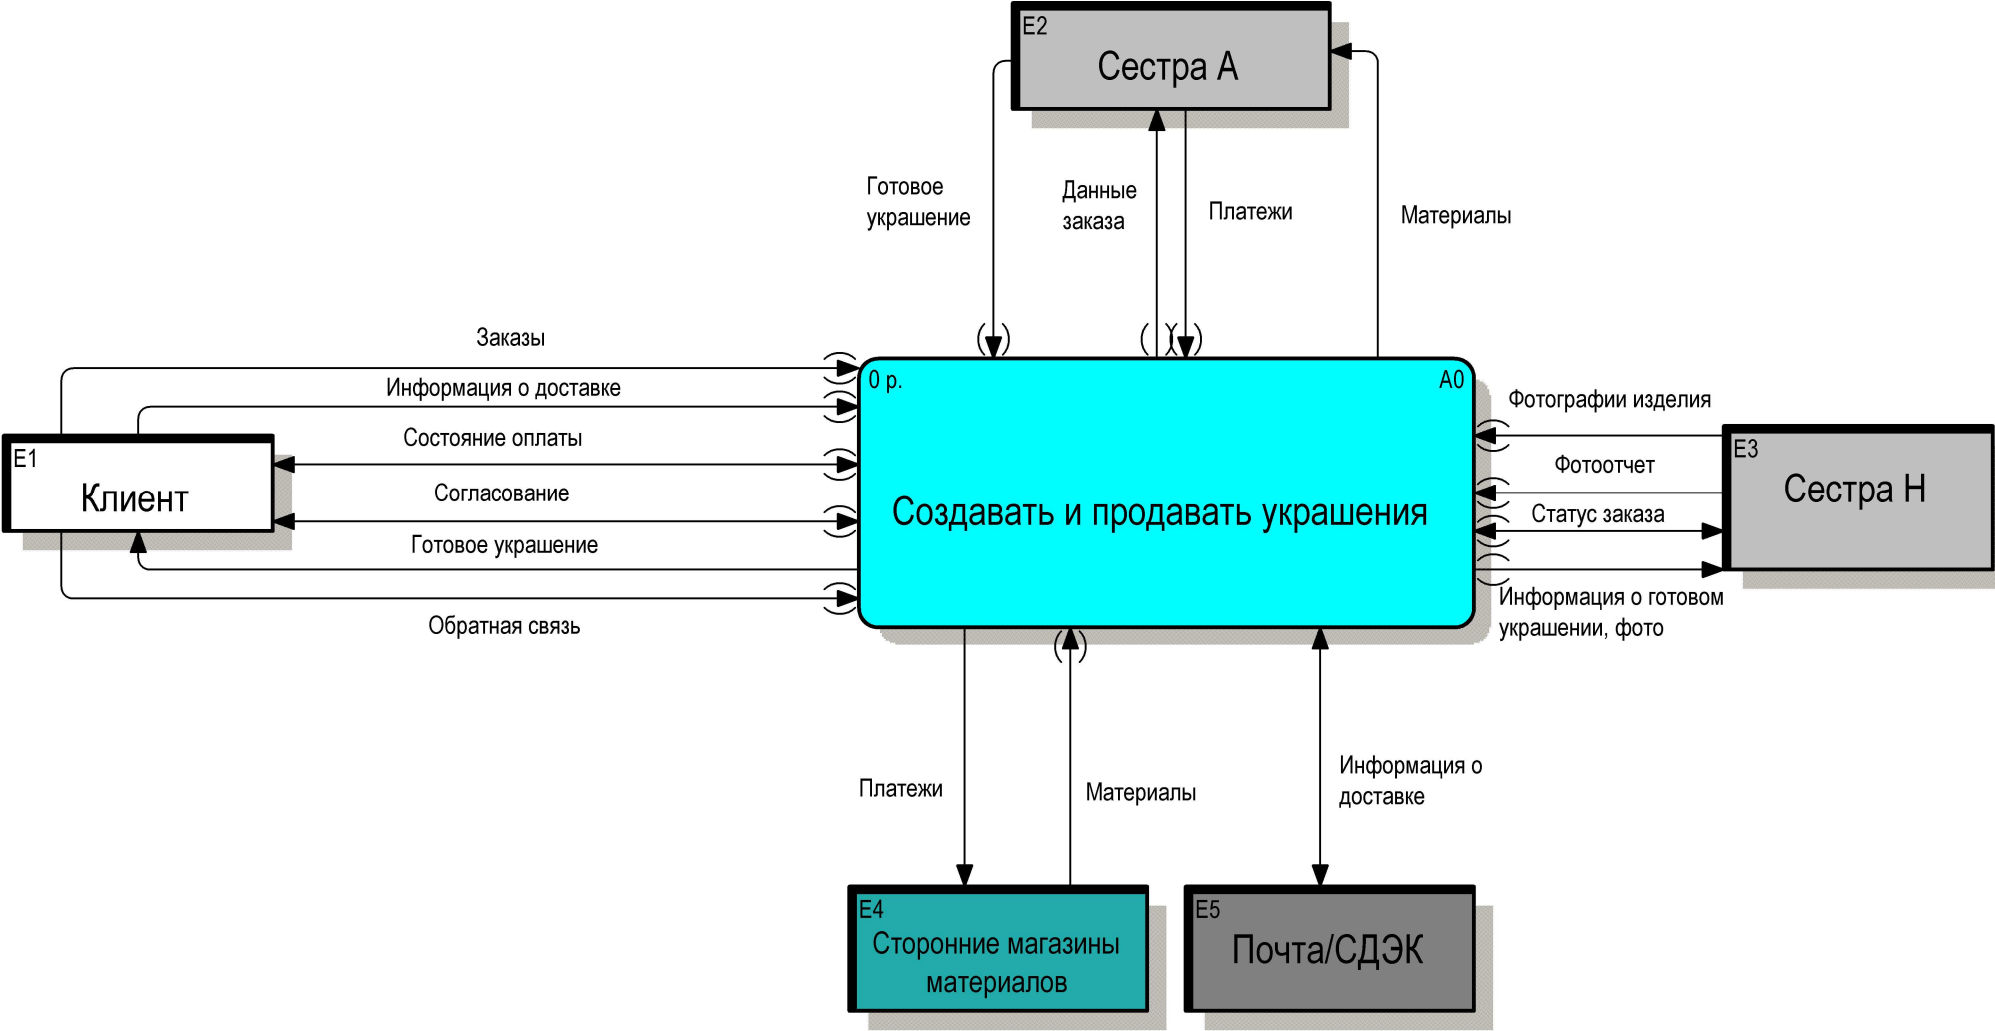 E2
Сестра А
Готовое
украшение
Данные
заказа
Платежи
Материалы
Заказы
Информация о доставке
Состояние оплаты
Согласование
Готовое украшение
Обратная связь
E1
Клиент
0 р.
A0
Создавать и продавать украшения
Фотографии изделия
Фотоотчет
Статус заказа
Информация о готовом
украшении, фото
E3
Сестра Н
Платежи
Материалы
Информация о
доставке
E4
Сторонние магазины
материалов
E5
Почта/СДЭК